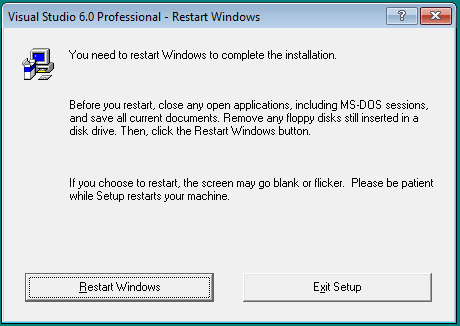 Visual Studio 6.0 Professional - Restart Windows
You need to restart Windows to complete the installation.
Before you restart, close any open applications, including MS-DOS sessions,
and save all current documents. Remove any floppy disks still inserted in a
disk drive. Then, click the Restart Windows button.
If you choose to restart, the screen may go blank or flicker.  Please be patient
while Setup restarts your machine.
Restart Windows
Exit Setup